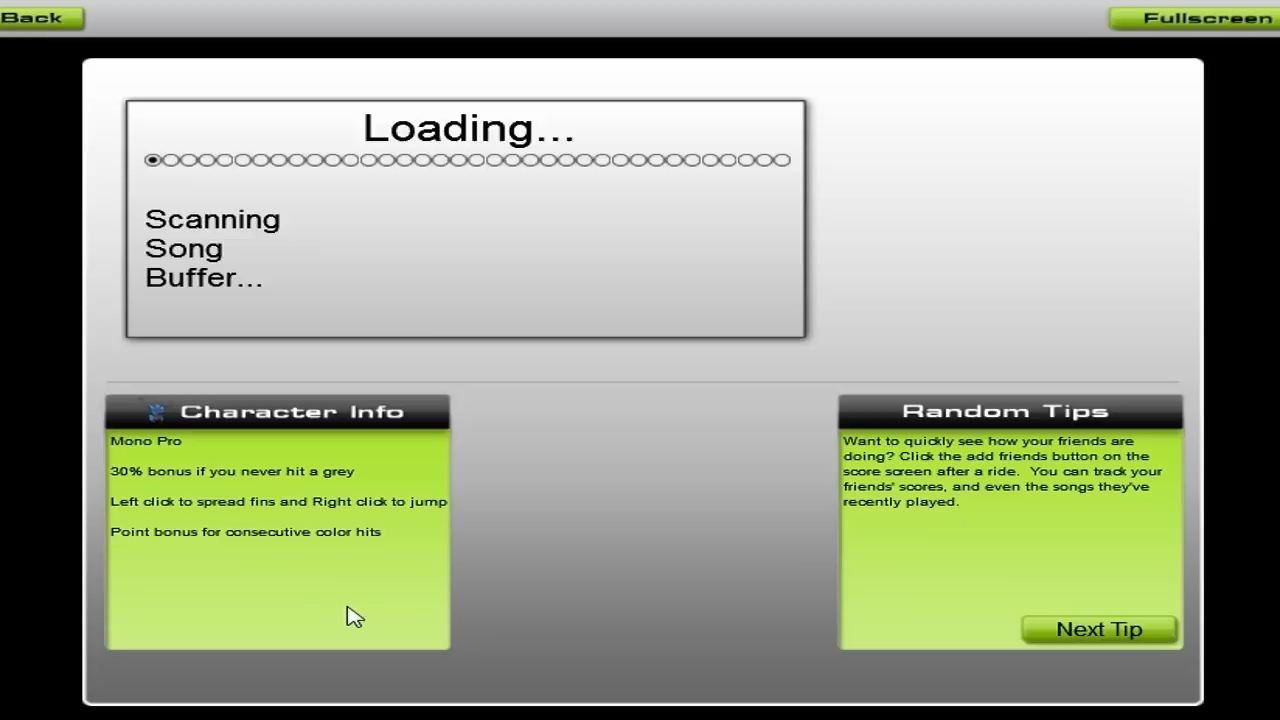 Back
Fullscreen
Loading...
Scanning
Song
Buffer...
Character Info
Mono Pro
30% bonus if you never hit a grey
Left click to spread fins and Right click to jump
Point bonus for consecutive color hits
Random Tips
Want to quickly see how your friends are
doing? Click the add friends button on the
score screen after a ride.  You can track your
friends' scores, and even the songs they've
recently played.
Next Tip